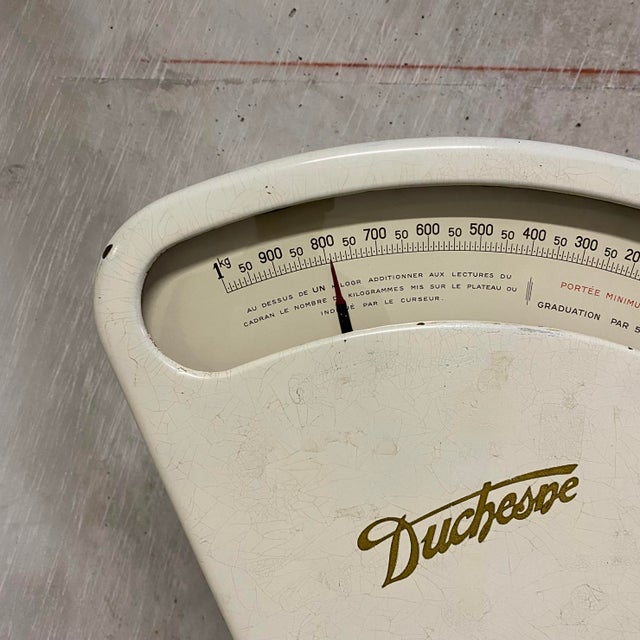 1kg 50 900 50 800 50 700 50 600 50 500 50 400 50 300 50
AU DESSUS DE UN KILOGR ADDITIONNER AUX LECTURES DU
CADRAN LE NOMBRE DE KILOGRAMMES MIS SUR LE PLATEAU OU
INDIQUÉ PAR LE CURSEUR.
PORTÉE MINIMU
GRADUATION PAR 5
Duchesne